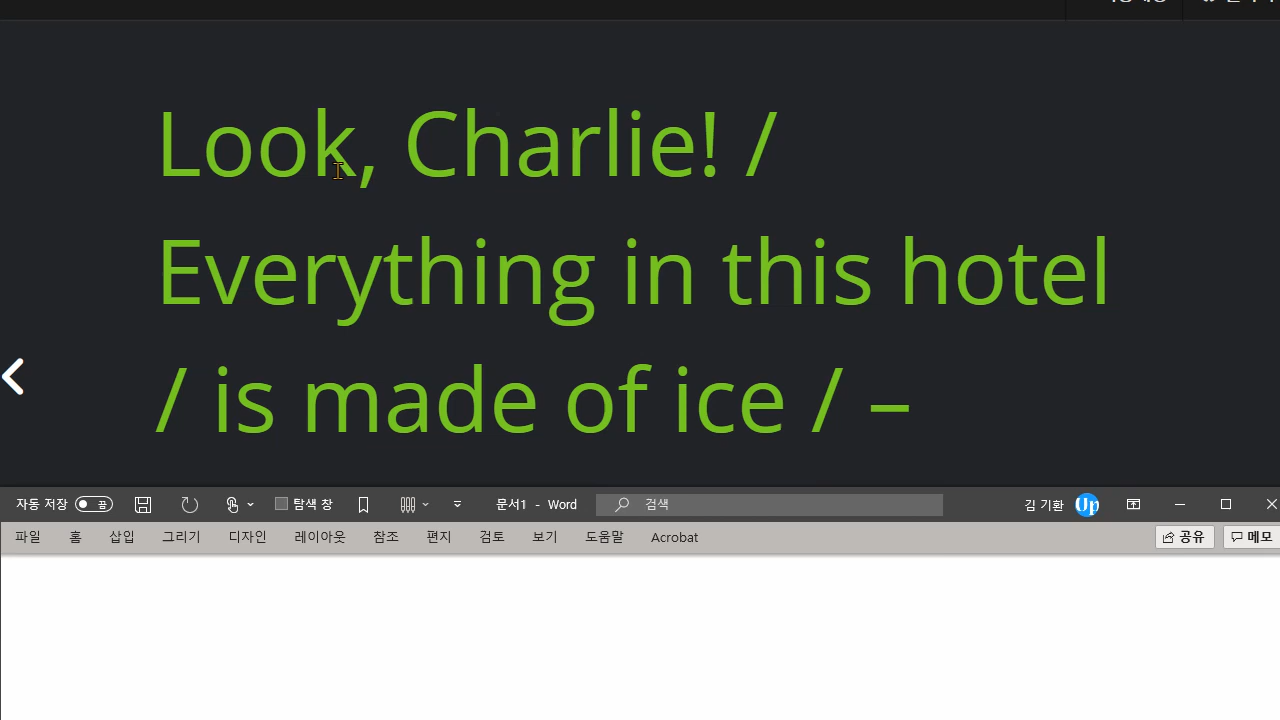 Look, Charlie! /
Everything in this hotel
/ is made of ice / –
자동 저장 끔 탐색 창 문서1 - Word 검색 김 기환 Up
파일 홈 삽입 그리기 디자인 레이아웃 참조 편지 검토 보기 도움말 Acrobat 공유 메모